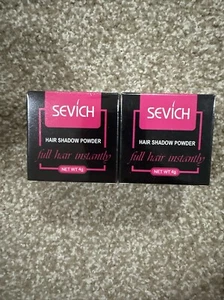 SEVICH
HAIR SHADOW POWDER
full hair instantly
NET WT 4g
SEVICH
HAIR SHADOW POWDER
full hair instantly
NET WT 4g